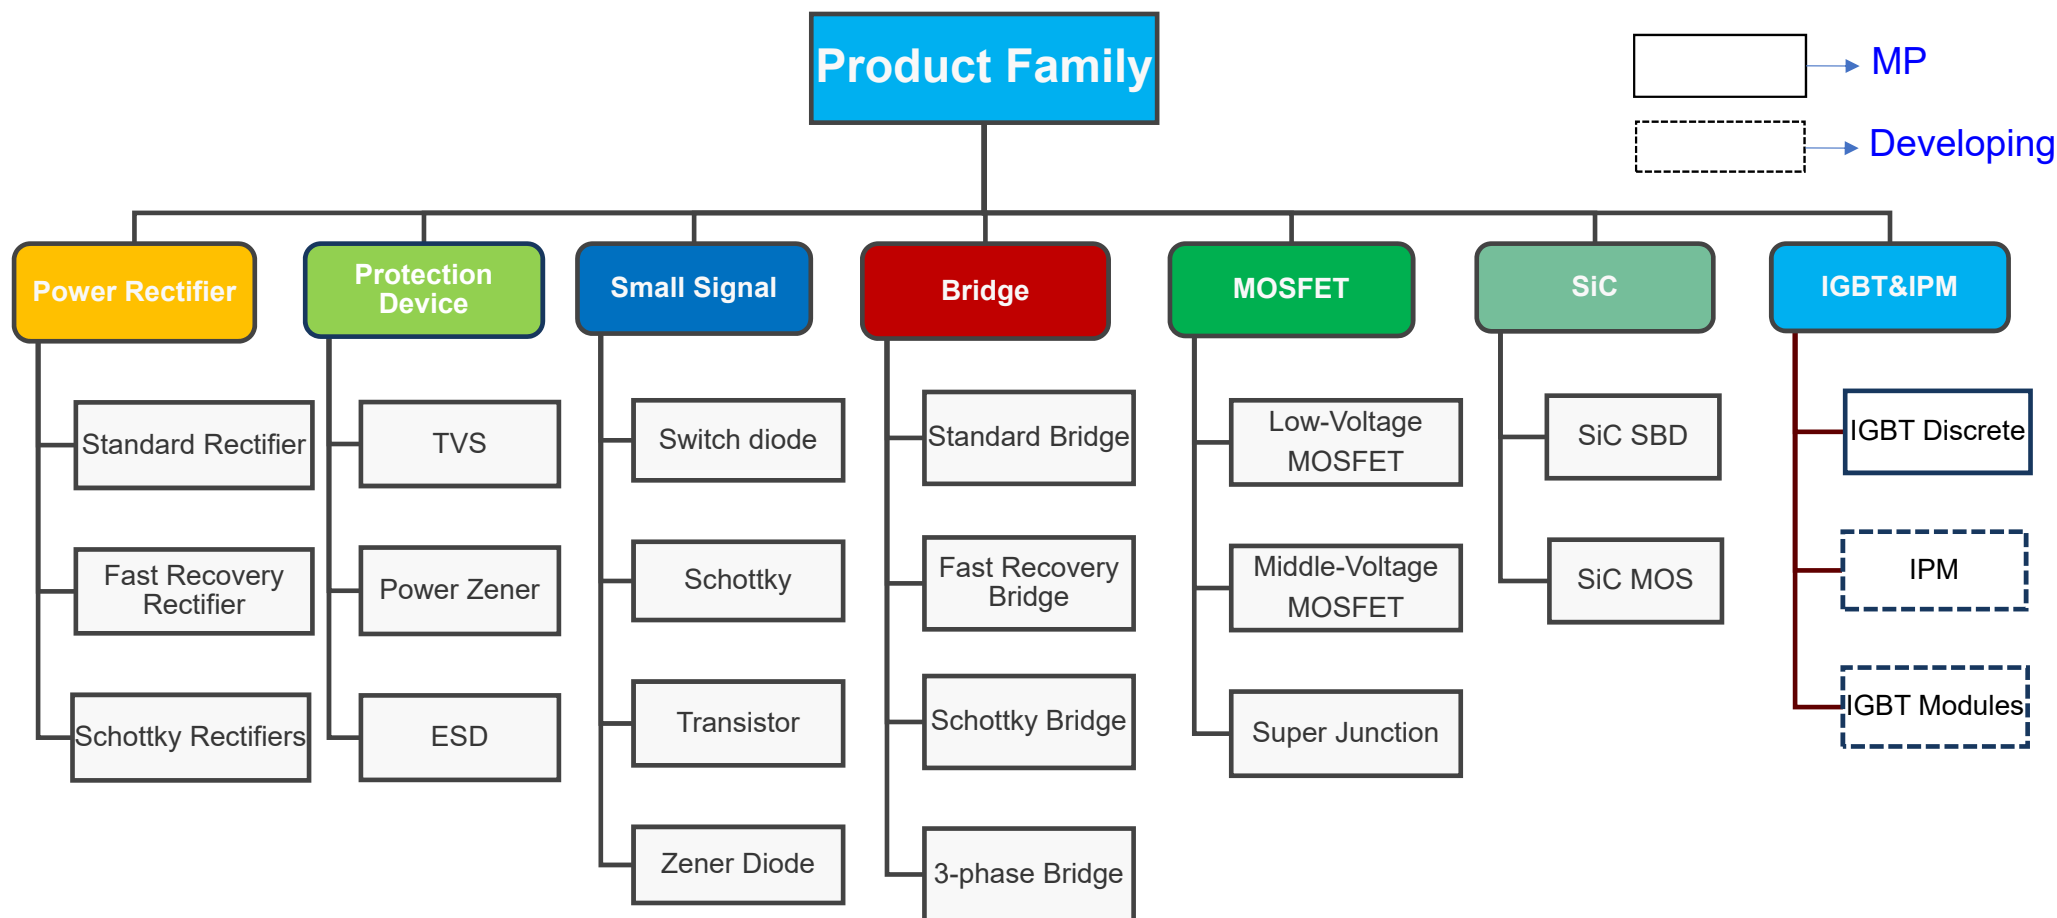 Product Family
MP
Developing
Power Rectifier
Protection
Device
Small Signal
Bridge
MOSFET
SiC
IGBT&IPM
Standard Rectifier
Fast Recovery
Rectifier
Schottky Rectifiers
TVS
Power Zener
ESD
Switch diode
Schottky
Transistor
Zener Diode
Standard Bridge
Fast Recovery
Bridge
Schottky Bridge
3-phase Bridge
Low-Voltage
MOSFET
Middle-Voltage
MOSFET
Super Junction
SiC SBD
SiC MOS
IGBT Discrete
IPM
IGBT Modules